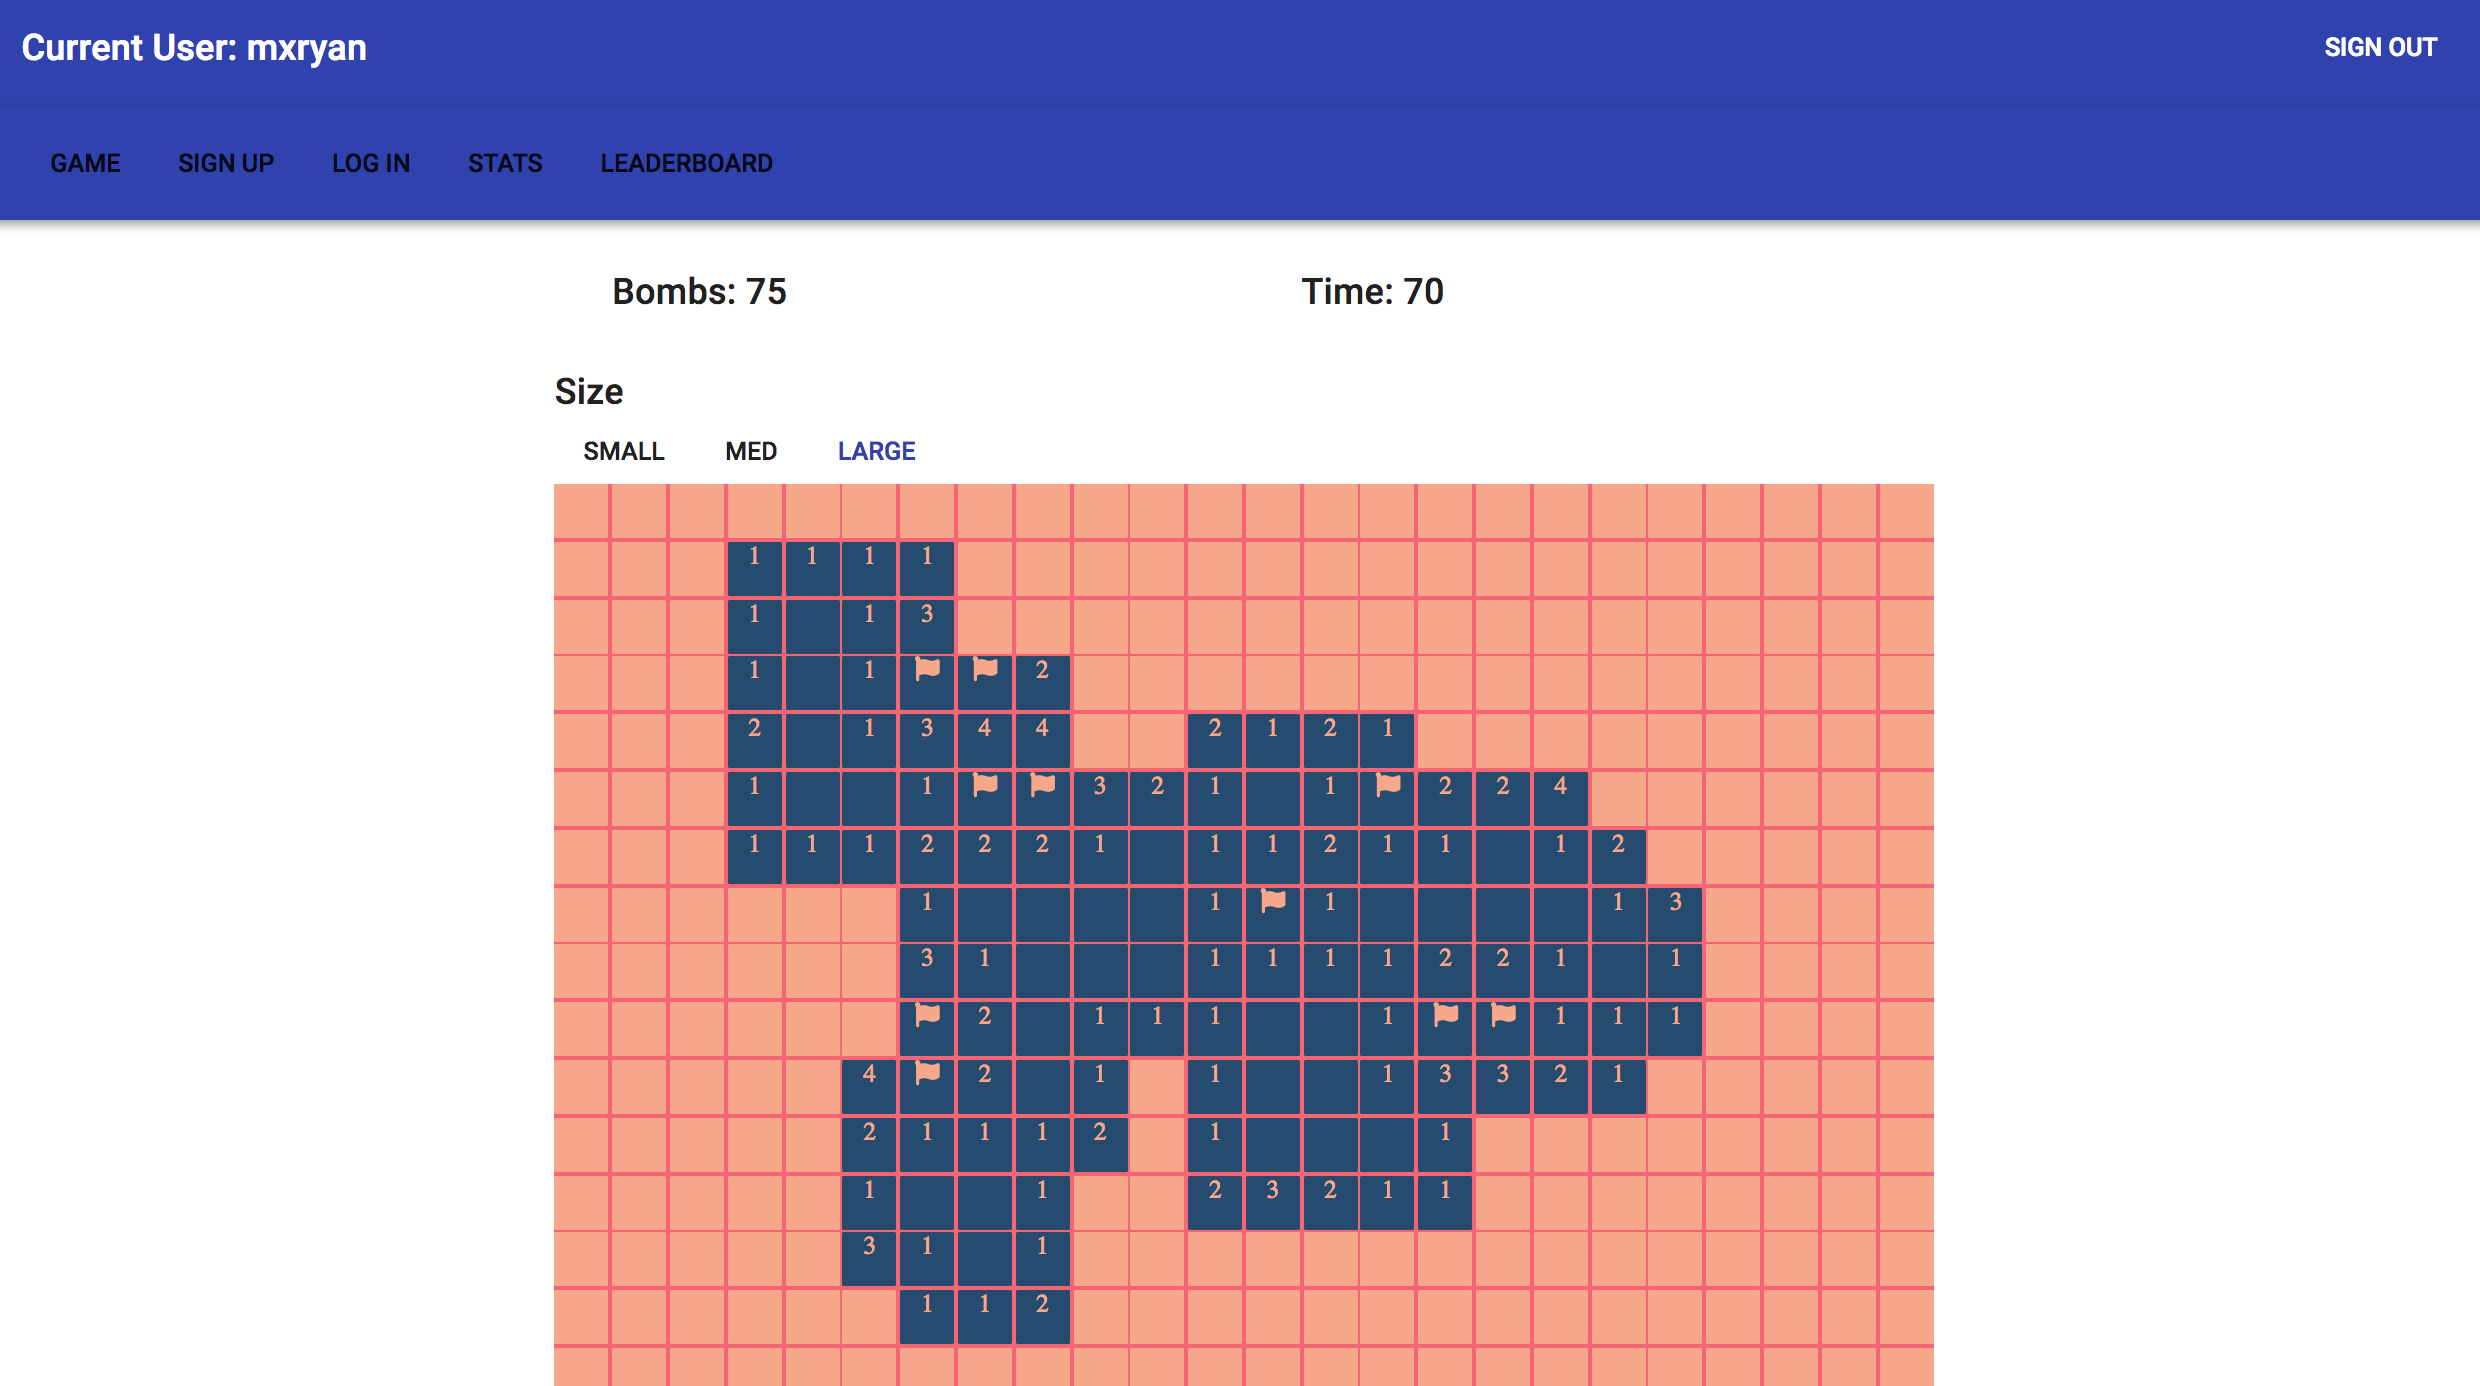 Current User: mxryan SIGN OUT
GAME SIGN UP LOG IN STATS LEADERBOARD
Bombs: 75 Time: 70
Size
SMALL MED LARGE
1 1 1 1
1 1 3
1 1 2
2 1 3 4 4 2 1 2 1
1 1 3 2 1 1 2 2 4
1 1 1 2 2 2 1 1 1 2 1 1 1 2
1 1 1 1 3
3 1 1 1 1 1 2 2 1 1
2 1 1 1 1 1 1 1
4 2 1 1 1 3 3 2 1
2 1 1 1 2 1 1
1 1 2 3 2 1 1
3 1 1
1 1 2